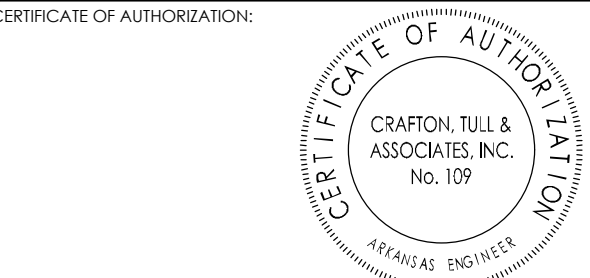 CERTIFICATE OF AUTHORIZATION:
CERTIFICATE OF AUTHORIZATION
CRAFTON, TULL &
ASSOCIATES, INC.
No. 109
ARKANSAS ENGINEER